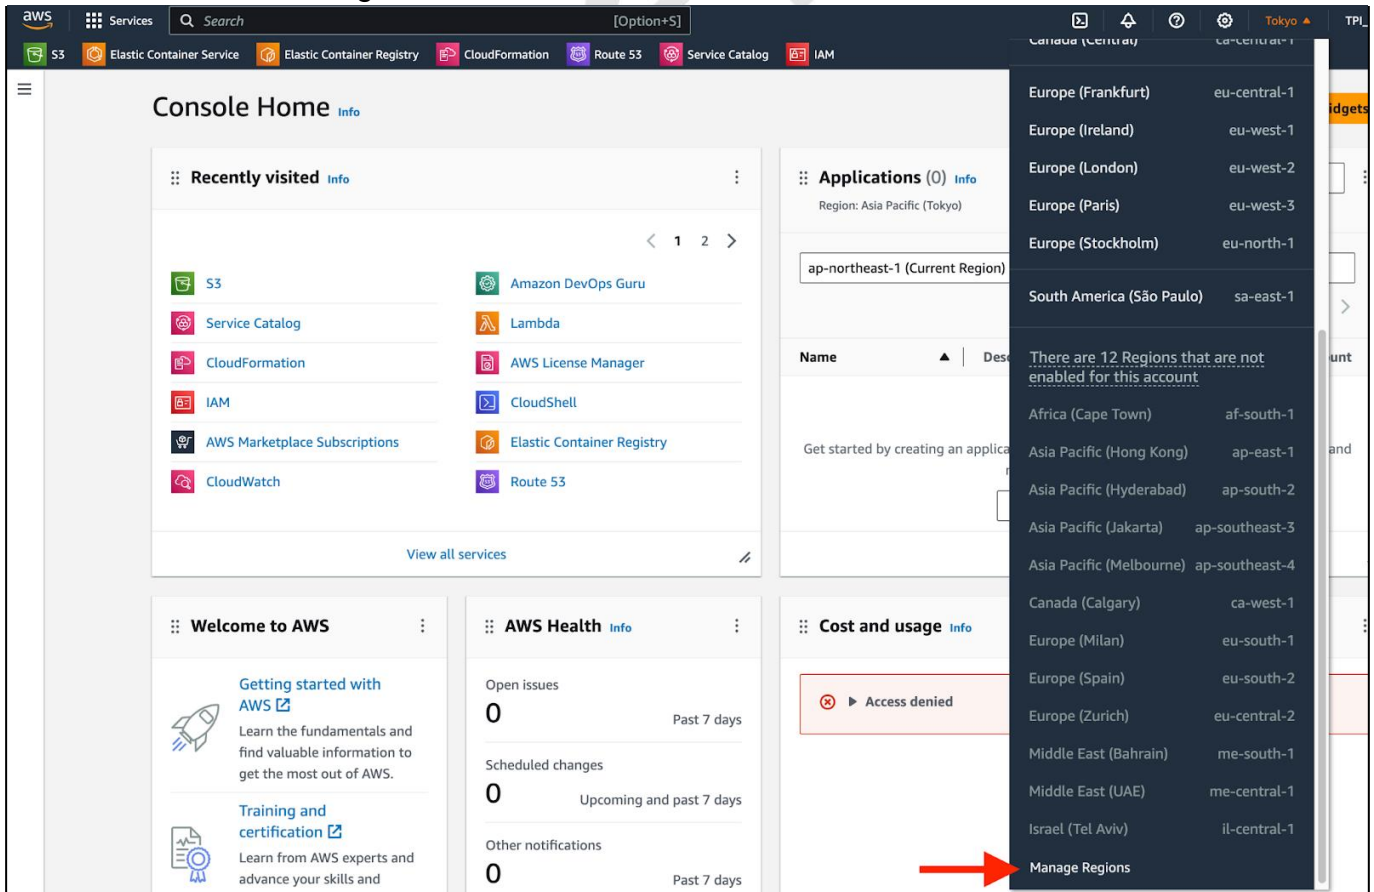 aws
Services
Search
[Option+S]
Tokyo
TPI_
S3
Elastic Container Service
Elastic Container Registry
CloudFormation
Route 53
Service Catalog
IAM
Console Home Info
idgets
Recently visited Info
1 2
S3
Service Catalog
CloudFormation
IAM
AWS Marketplace Subscriptions
CloudWatch
Amazon DevOps Guru
Lambda
AWS License Manager
CloudShell
Elastic Container Registry
Route 53
View all services
Applications (0) Info
Region: Asia Pacific (Tokyo)
ap-northeast-1 (Current Region)
Name
Desc
unt
Get started by creating an applica
and
Welcome to AWS
Getting started with
AWS
Learn the fundamentals and
find valuable information to
get the most out of AWS.
Training and
certification
Learn from AWS experts and
advance your skills and
AWS Health Info
Open issues
0
Past 7 days
Scheduled changes
0
Upcoming and past 7 days
Other notifications
0
Past 7 days
Cost and usage Info
Access denied
Canada (Central) ca-central-1
Europe (Frankfurt) eu-central-1
Europe (Ireland) eu-west-1
Europe (London) eu-west-2
Europe (Paris) eu-west-3
Europe (Stockholm) eu-north-1
South America (São Paulo) sa-east-1
There are 12 Regions that are not
enabled for this account
Africa (Cape Town) af-south-1
Asia Pacific (Hong Kong) ap-east-1
Asia Pacific (Hyderabad) ap-south-2
Asia Pacific (Jakarta) ap-southeast-3
Asia Pacific (Melbourne) ap-southeast-4
Canada (Calgary) ca-west-1
Europe (Milan) eu-south-1
Europe (Spain) eu-south-2
Europe (Zurich) eu-central-2
Middle East (Bahrain) me-south-1
Middle East (UAE) me-central-1
Israel (Tel Aviv) il-central-1
Manage Regions